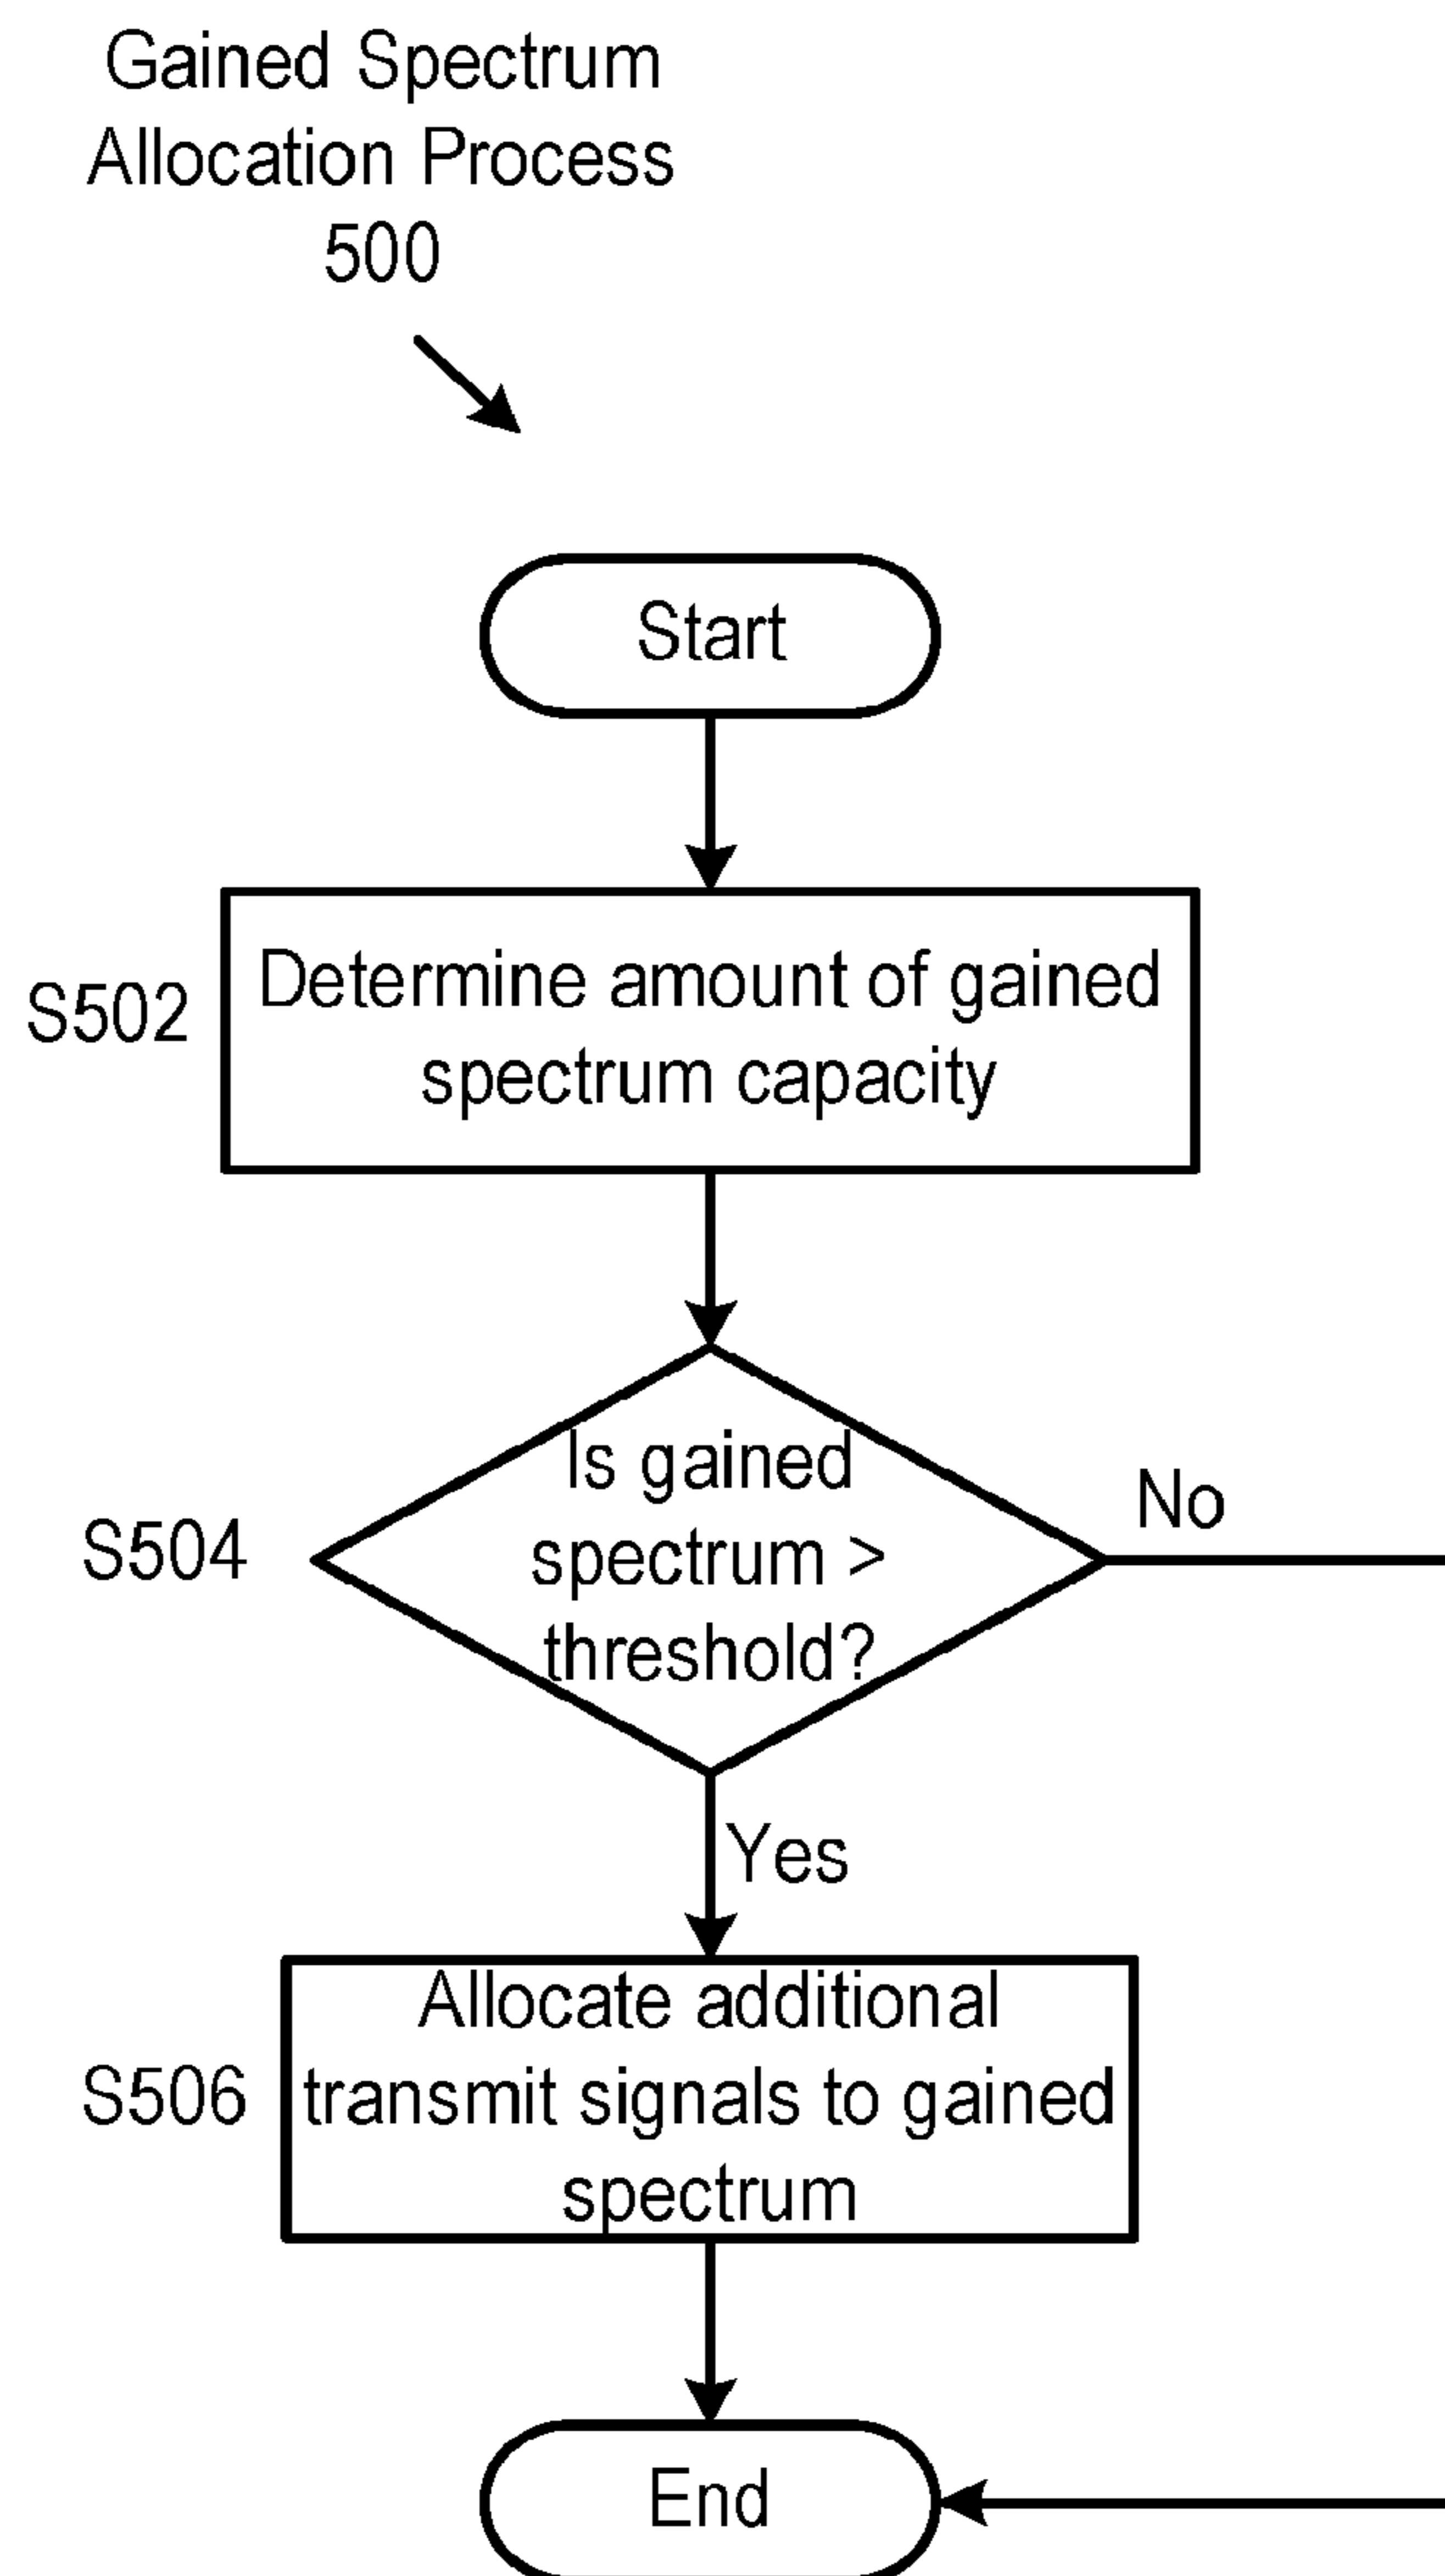 Gained Spectrum
Allocation Process
500
Start
S502
Determine amount of gained
spectrum capacity
S504
Is gained
spectrum >
threshold?
No
Yes
S506
Allocate additional
transmit signals to gained
spectrum
End